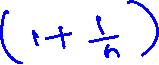 (1 + 1/n)